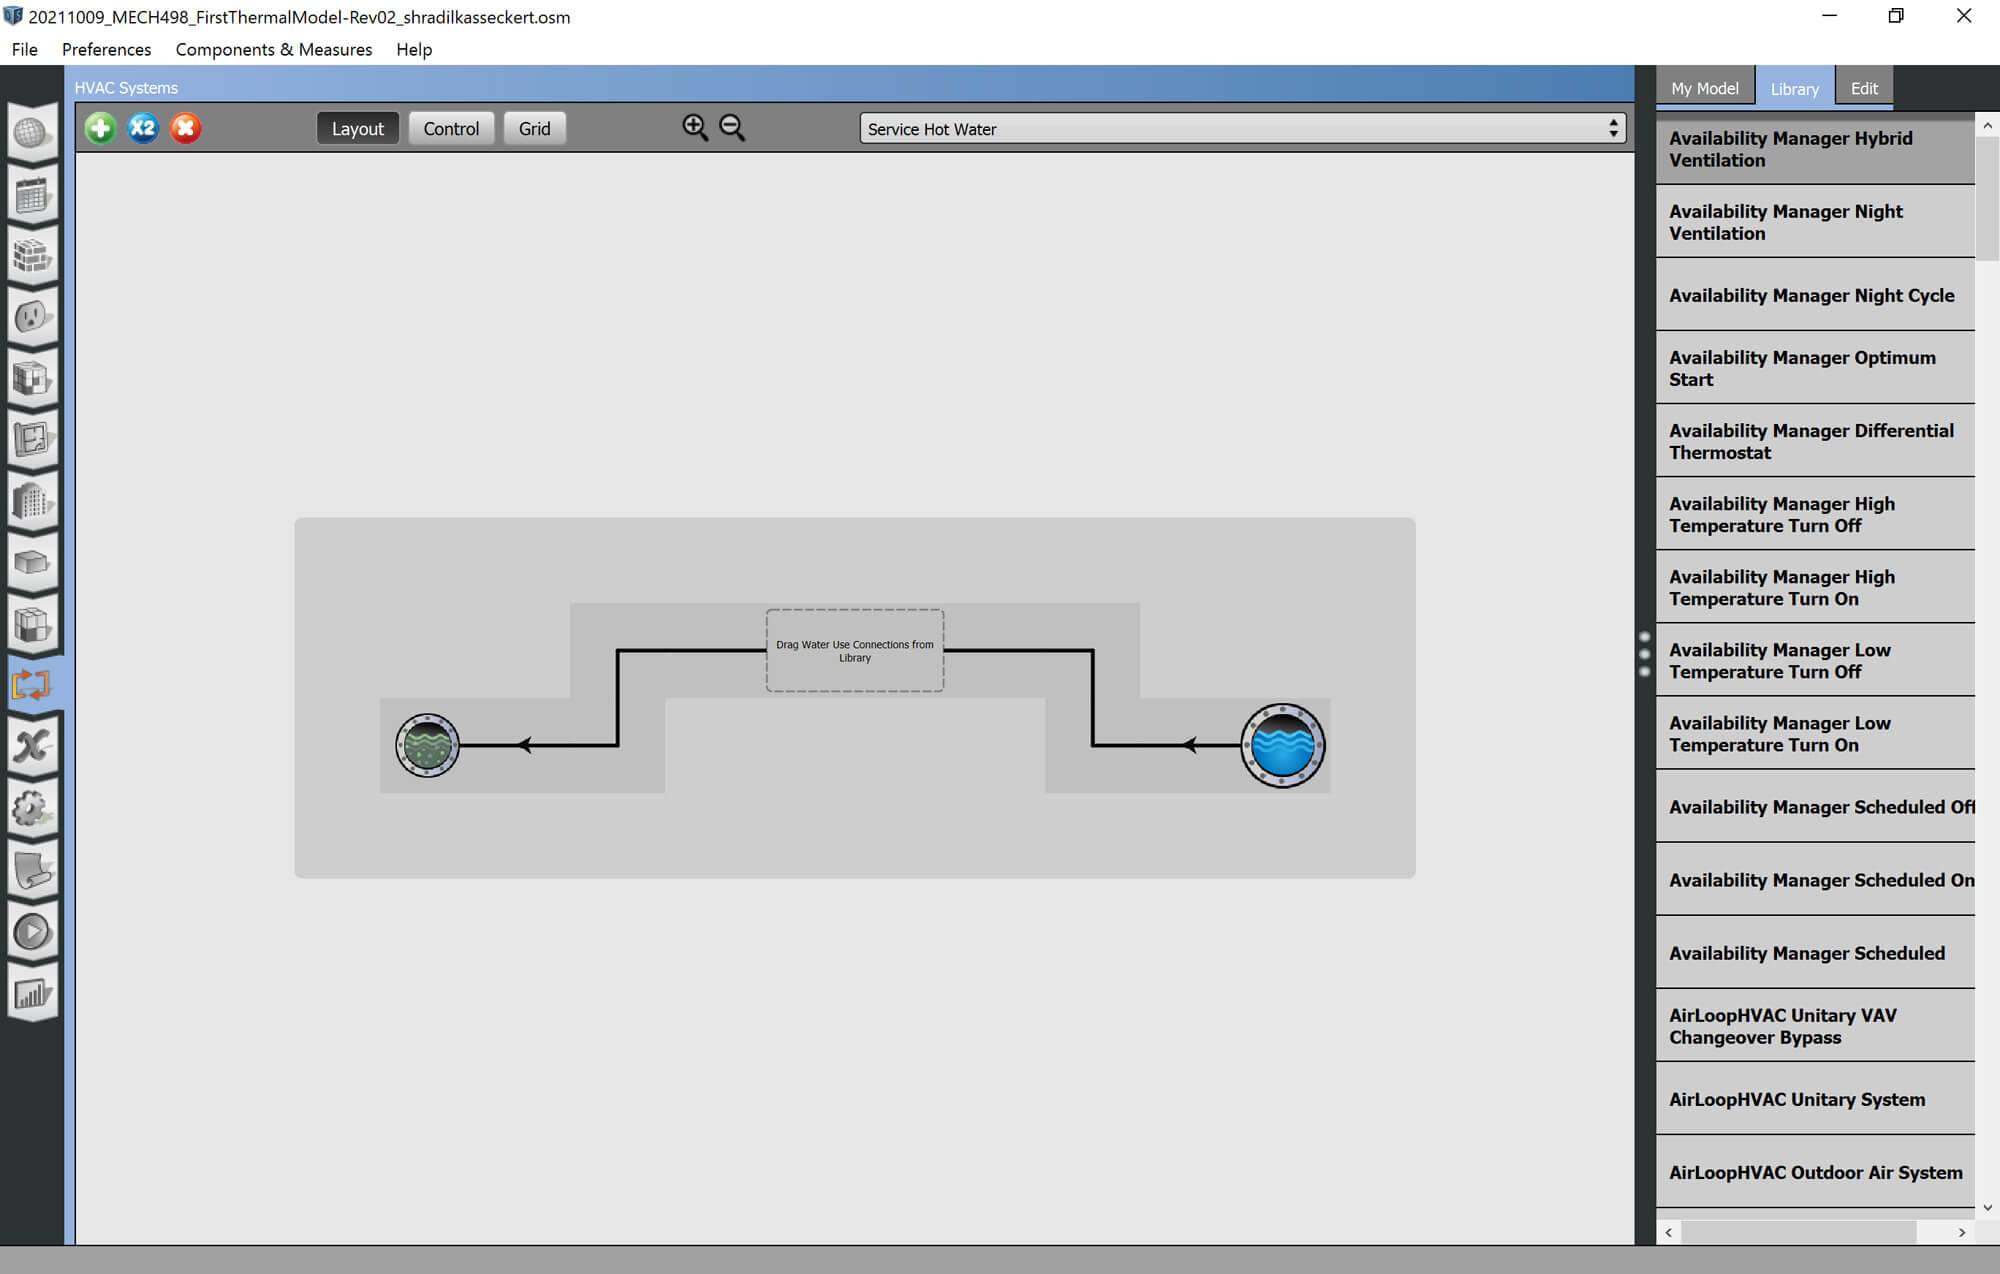 20211009_MECH498_FirstThermalModel-Rev02_shradilkasseckert.osm
File Preferences Components & Measures Help
HVAC Systems
My Model Library Edit
X2 Layout Control Grid Service Hot Water
Availability Manager Hybrid
Ventilation
Availability Manager Night
Ventilation
Availability Manager Night Cycle
Availability Manager Optimum
Start
Availability Manager Differential
Thermostat
Availability Manager High
Temperature Turn Off
Availability Manager High
Temperature Turn On
Availability Manager Low
Temperature Turn Off
Availability Manager Low
Temperature Turn On
Availability Manager Scheduled Off
Availability Manager Scheduled On
Availability Manager Scheduled
AirLoopHVAC Unitary VAV
Changeover Bypass
AirLoopHVAC Unitary System
AirLoopHVAC Outdoor Air System
Drag Water Use Connections from
Library